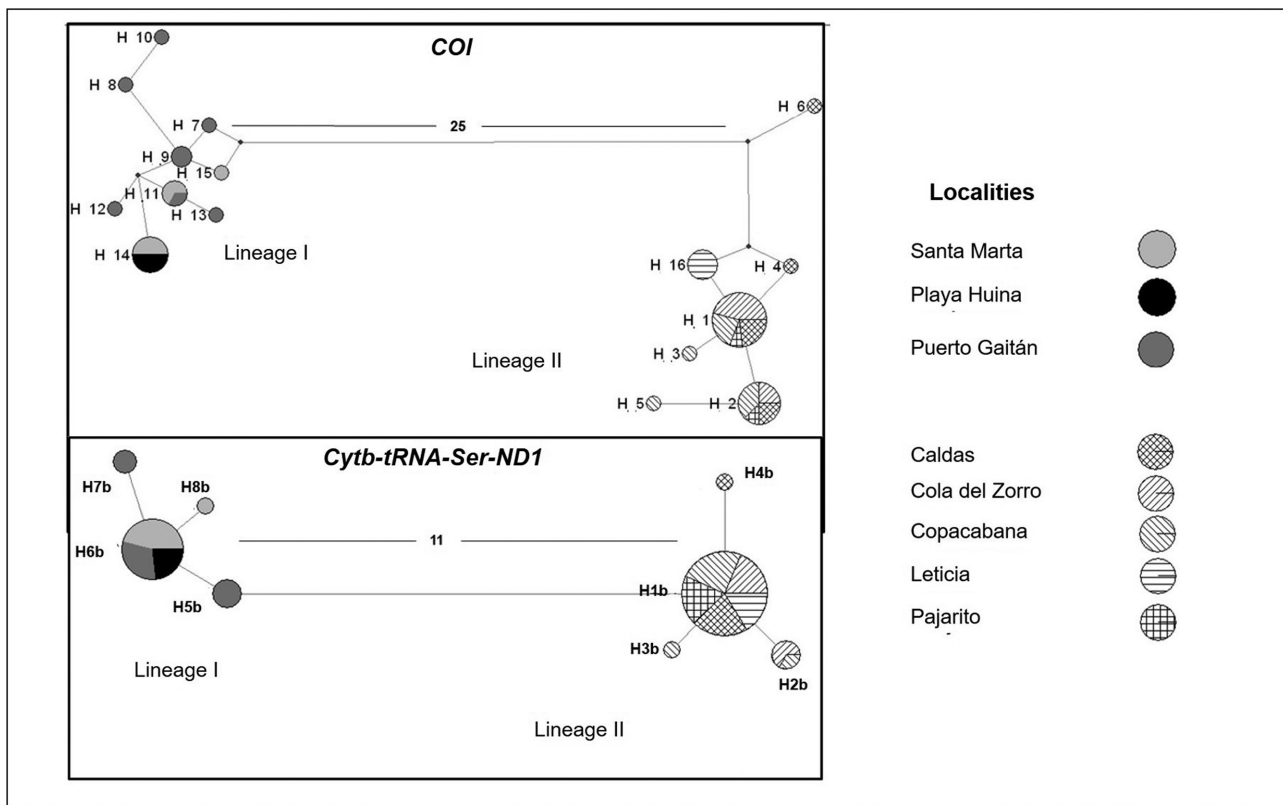 COI
H 10
H 8
H 7
25
H 6
H 9
H 15
H 11
H 12
H 13
H 14
Lineage I
H 16
H 4
H 1
Lineage II
H 3
H 5
H 2
Cytb-tRNA-Ser-ND1
H7b
H8b
H4b
H6b
11
H5b
H1b
H3b
H2b
Lineage I
Lineage II
Localities
Santa Marta
Playa Huina
Puerto Gaitán
Caldas
Cola del Zorro
Copacabana
Leticia
Pajarito